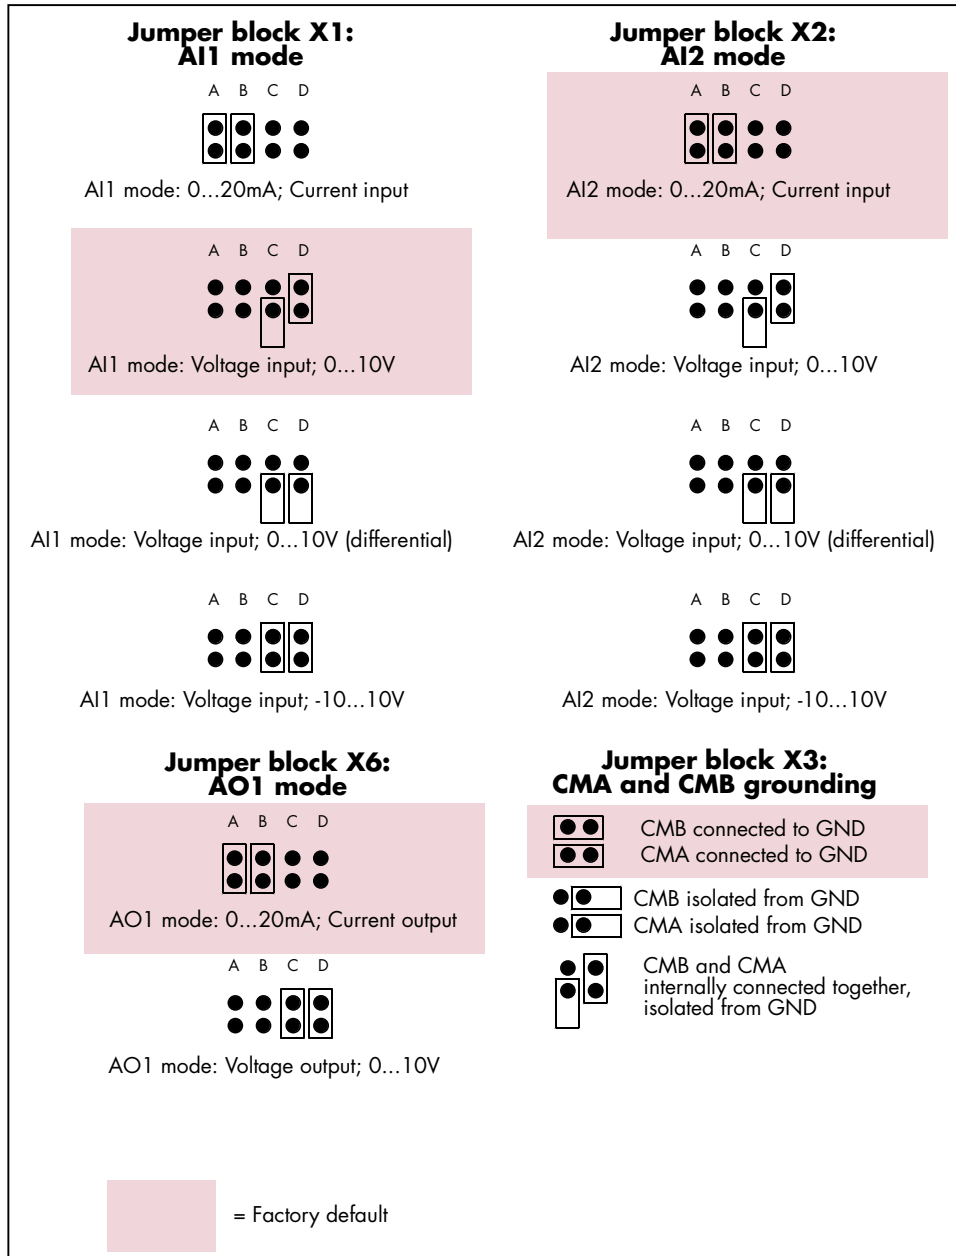 Jumper block X1:
AI1 mode
A B C D
AI1 mode: 0...20mA; Current input
A B C D
AI1 mode: Voltage input; 0...10V
A B C D
AI1 mode: Voltage input; 0...10V (differential)
A B C D
AI1 mode: Voltage input; -10...10V
Jumper block X2:
AI2 mode
A B C D
AI2 mode: 0...20mA; Current input
A B C D
AI2 mode: Voltage input; 0...10V
A B C D
AI2 mode: Voltage input; 0...10V (differential)
A B C D
AI2 mode: Voltage input; -10...10V
Jumper block X6:
AO1 mode
A B C D
AO1 mode: 0...20mA; Current output
A B C D
AO1 mode: Voltage output; 0...10V
Jumper block X3:
CMA and CMB grounding
CMB connected to GND
CMA connected to GND
CMB isolated from GND
CMA isolated from GND
CMB and CMA
internally connected together,
isolated from GND
= Factory default